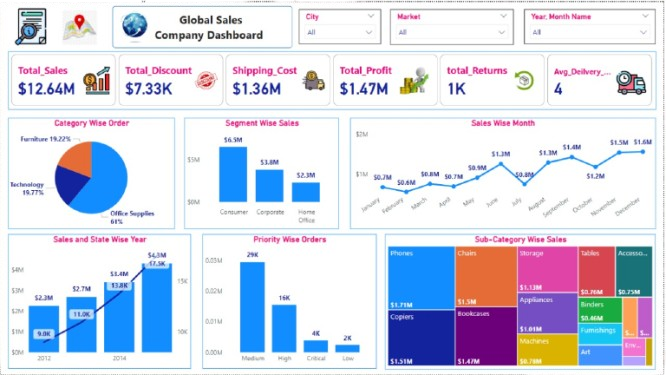 Global Sales
Company Dashboard
City
All
Market
All
Year, Month Name
All
Total_Sales
$12.64M
Total_Discount
$7.33K
Shipping_Cost
$1.36M
Total_Profit
$1.47M
total_Returns
1K
Avg_Deilvery_...
4
Category Wise Order
Furniture 19.22%
Technology
19.77%
Office Supplies
61%
Segment Wise Sales
$5M
$0M
$6.5M
$3.8M
$2.3M
Consumer
Corporate
Home
Office
Sales Wise Month
$2M
$1M
$0.7M
$0.6M
$0.8M
$0.7M
$0.9M
$1.3M
$0.8M
$1.3M
$1.4M
$1.2M
$1.5M
$1.6M
January
February
March
April
May
June
July
August
September
October
November
December
Sales and State Wise Year
$4M
$3M
$2M
$1M
$0M
$2.3M
$2.7M
$3.4M
$4.3M
9.0K
11.0K
13.8K
17.5K
15K
10K
2012
2014
Priority Wise Orders
0.03M
0.02M
0.01M
0.00M
29K
16K
4K
2K
Medium
High
Critical
Low
Sub-Category Wise Sales
Phones
$1.71M
Copiers
$1.51M
Chairs
$1.5M
Bookcases
$1.47M
Storage
$1.13M
Appliances
$1.01M
Machines
$0.78M
Tables
$0.76M
Accesso...
$0.75M
Binders
$0.46M
Furnishings
Art
S...
S...
Env...